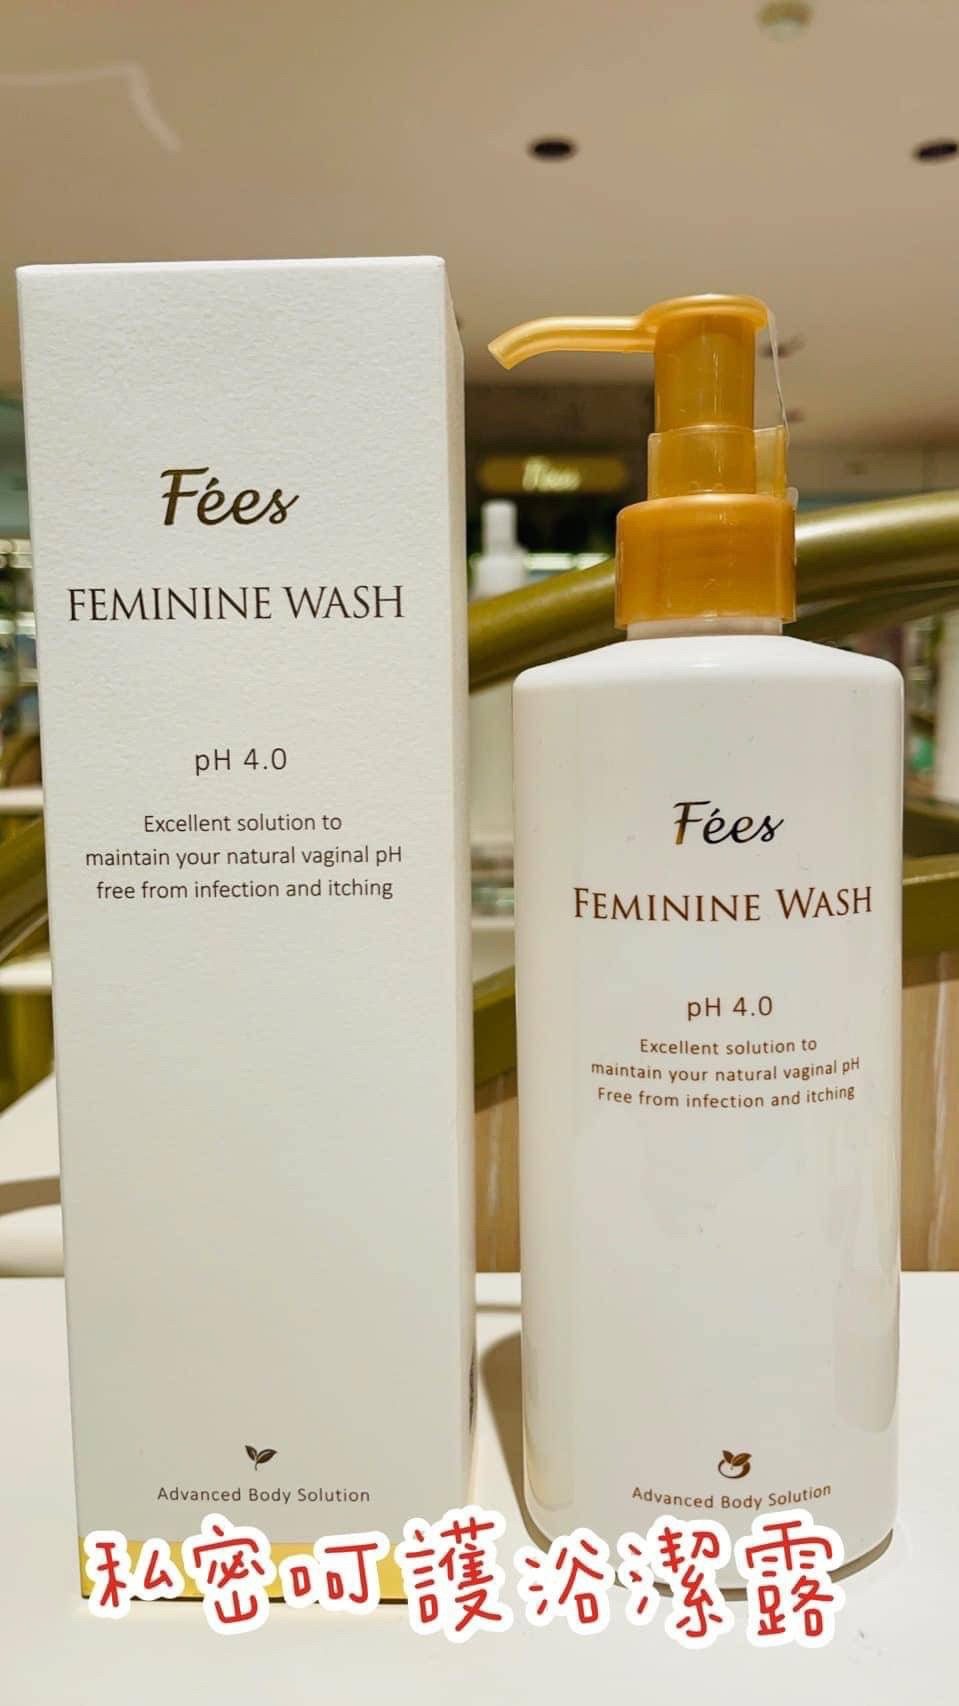 Fées
FEMININE WASH
pH 4.0
Excellent solution to
maintain your natural vaginal pH
free from infection and itching
Advanced Body Solution
Fées
FEMININE WASH
pH 4.0
Excellent solution to
maintain your natural vaginal pH
Free from infection and itching
Advanced Body Solution
Fées
私密呵護浴潔露